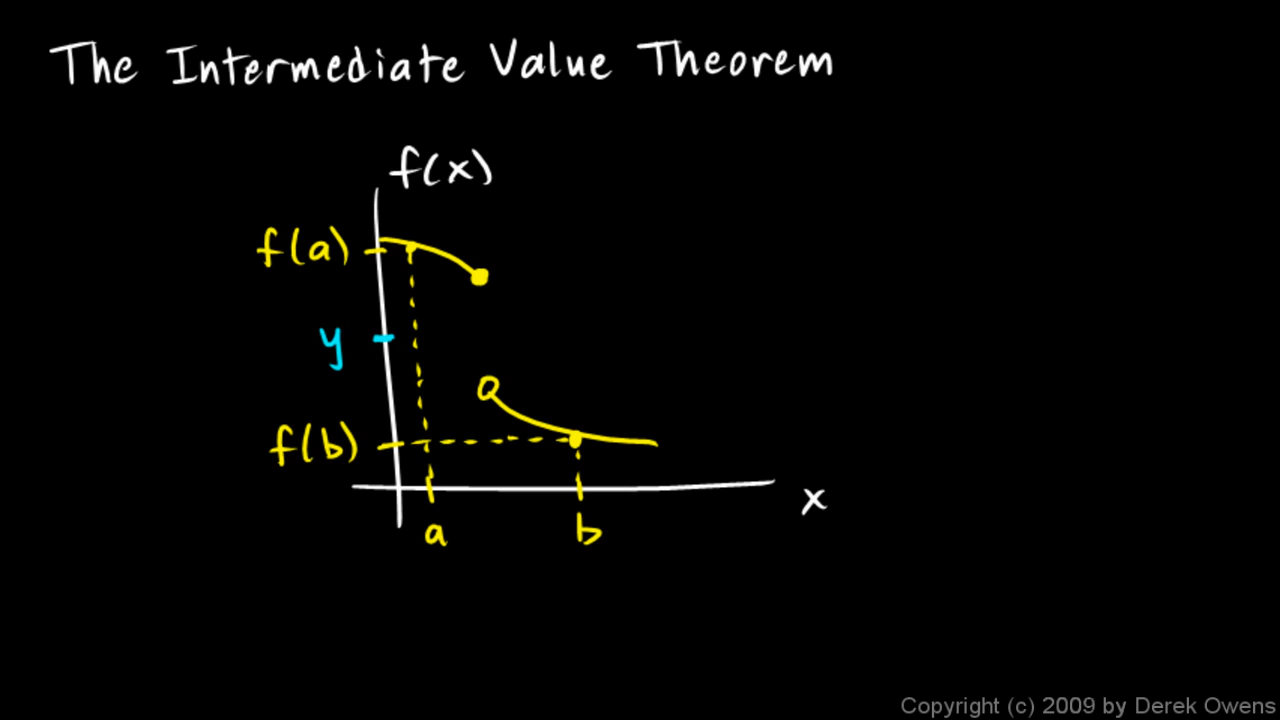 The Intermediate Value Theorem
f(x)
f(a)
y
f(b)
x
a
b
Copyright (c) 2009 by Derek Owens